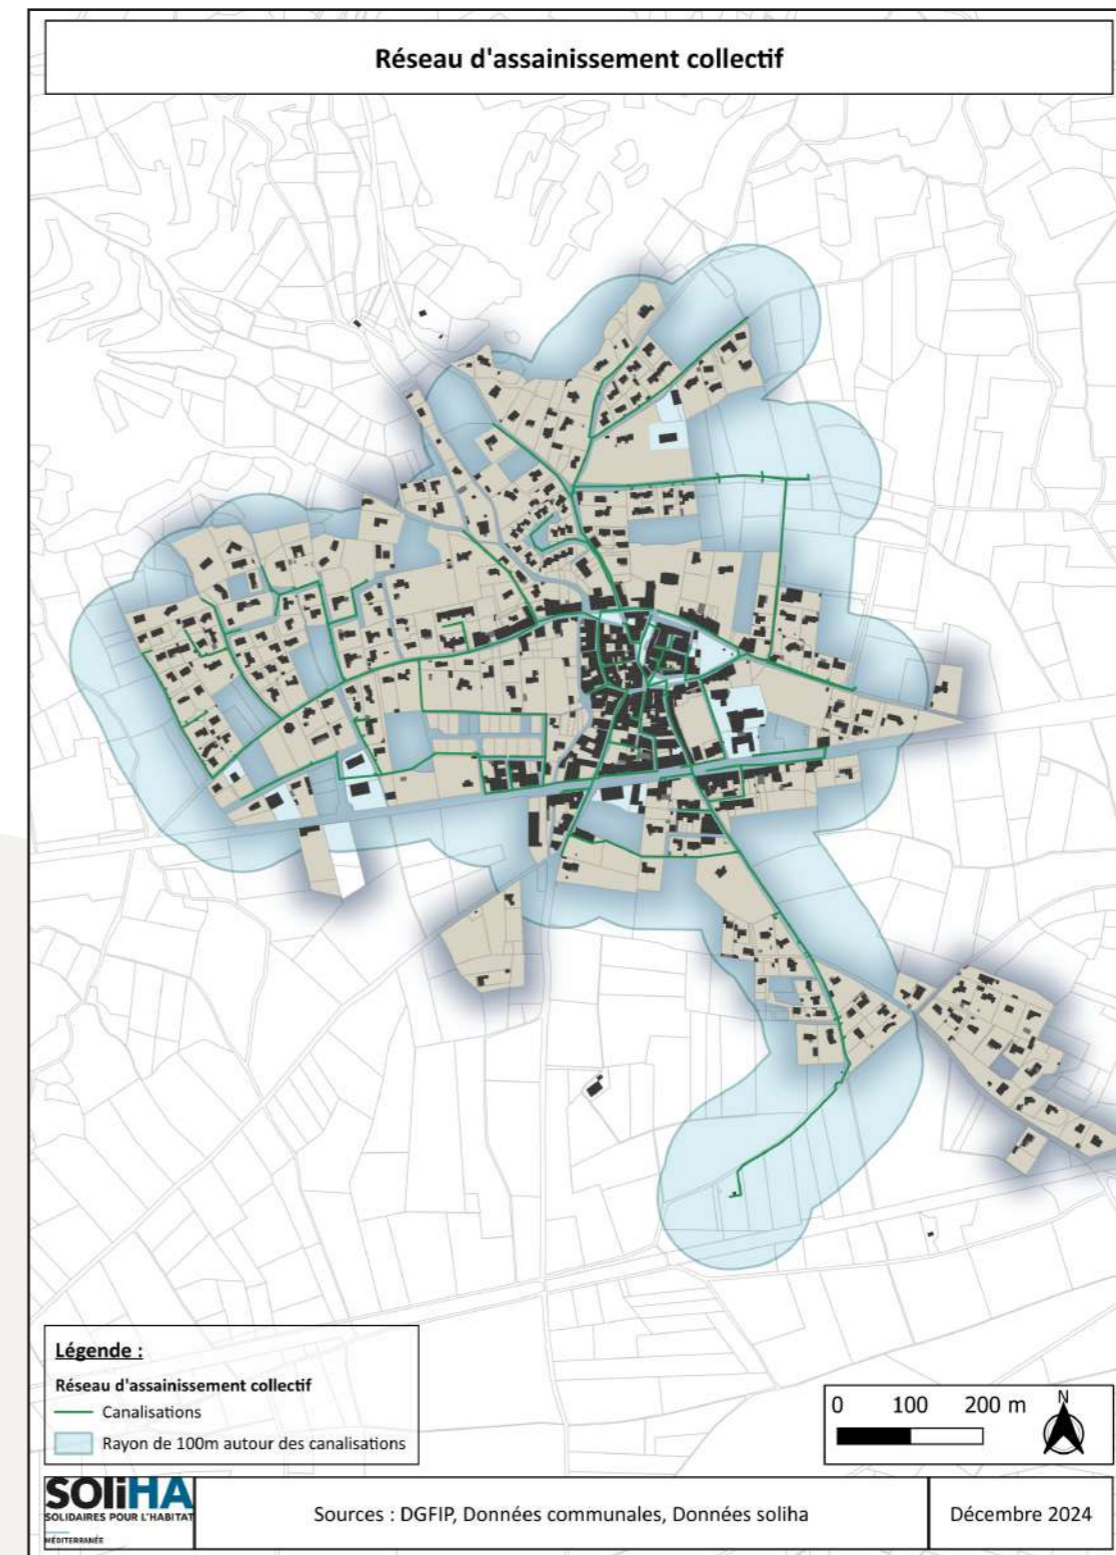 Réseau d'assainissement collectif
Légende :
Réseau d'assainissement collectif
Canalisations
Rayon de 100m autour des canalisations
0 100 200 m
N
SOLiHA
SOLIDAIRES POUR L'HABITAT
MÉDITERRANÉE
Sources : DGFIP, Données communales, Données soliha
Décembre 2024